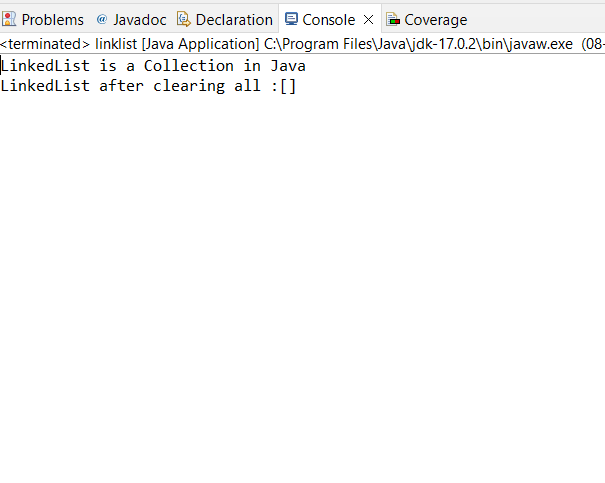 Problems @ Javadoc Declaration Console Coverage
<terminated> linklist [Java Application] C:\Program Files\Java\jdk-17.0.2\bin\javaw.exe (08-
LinkedList is a Collection in Java
LinkedList after clearing all :[]